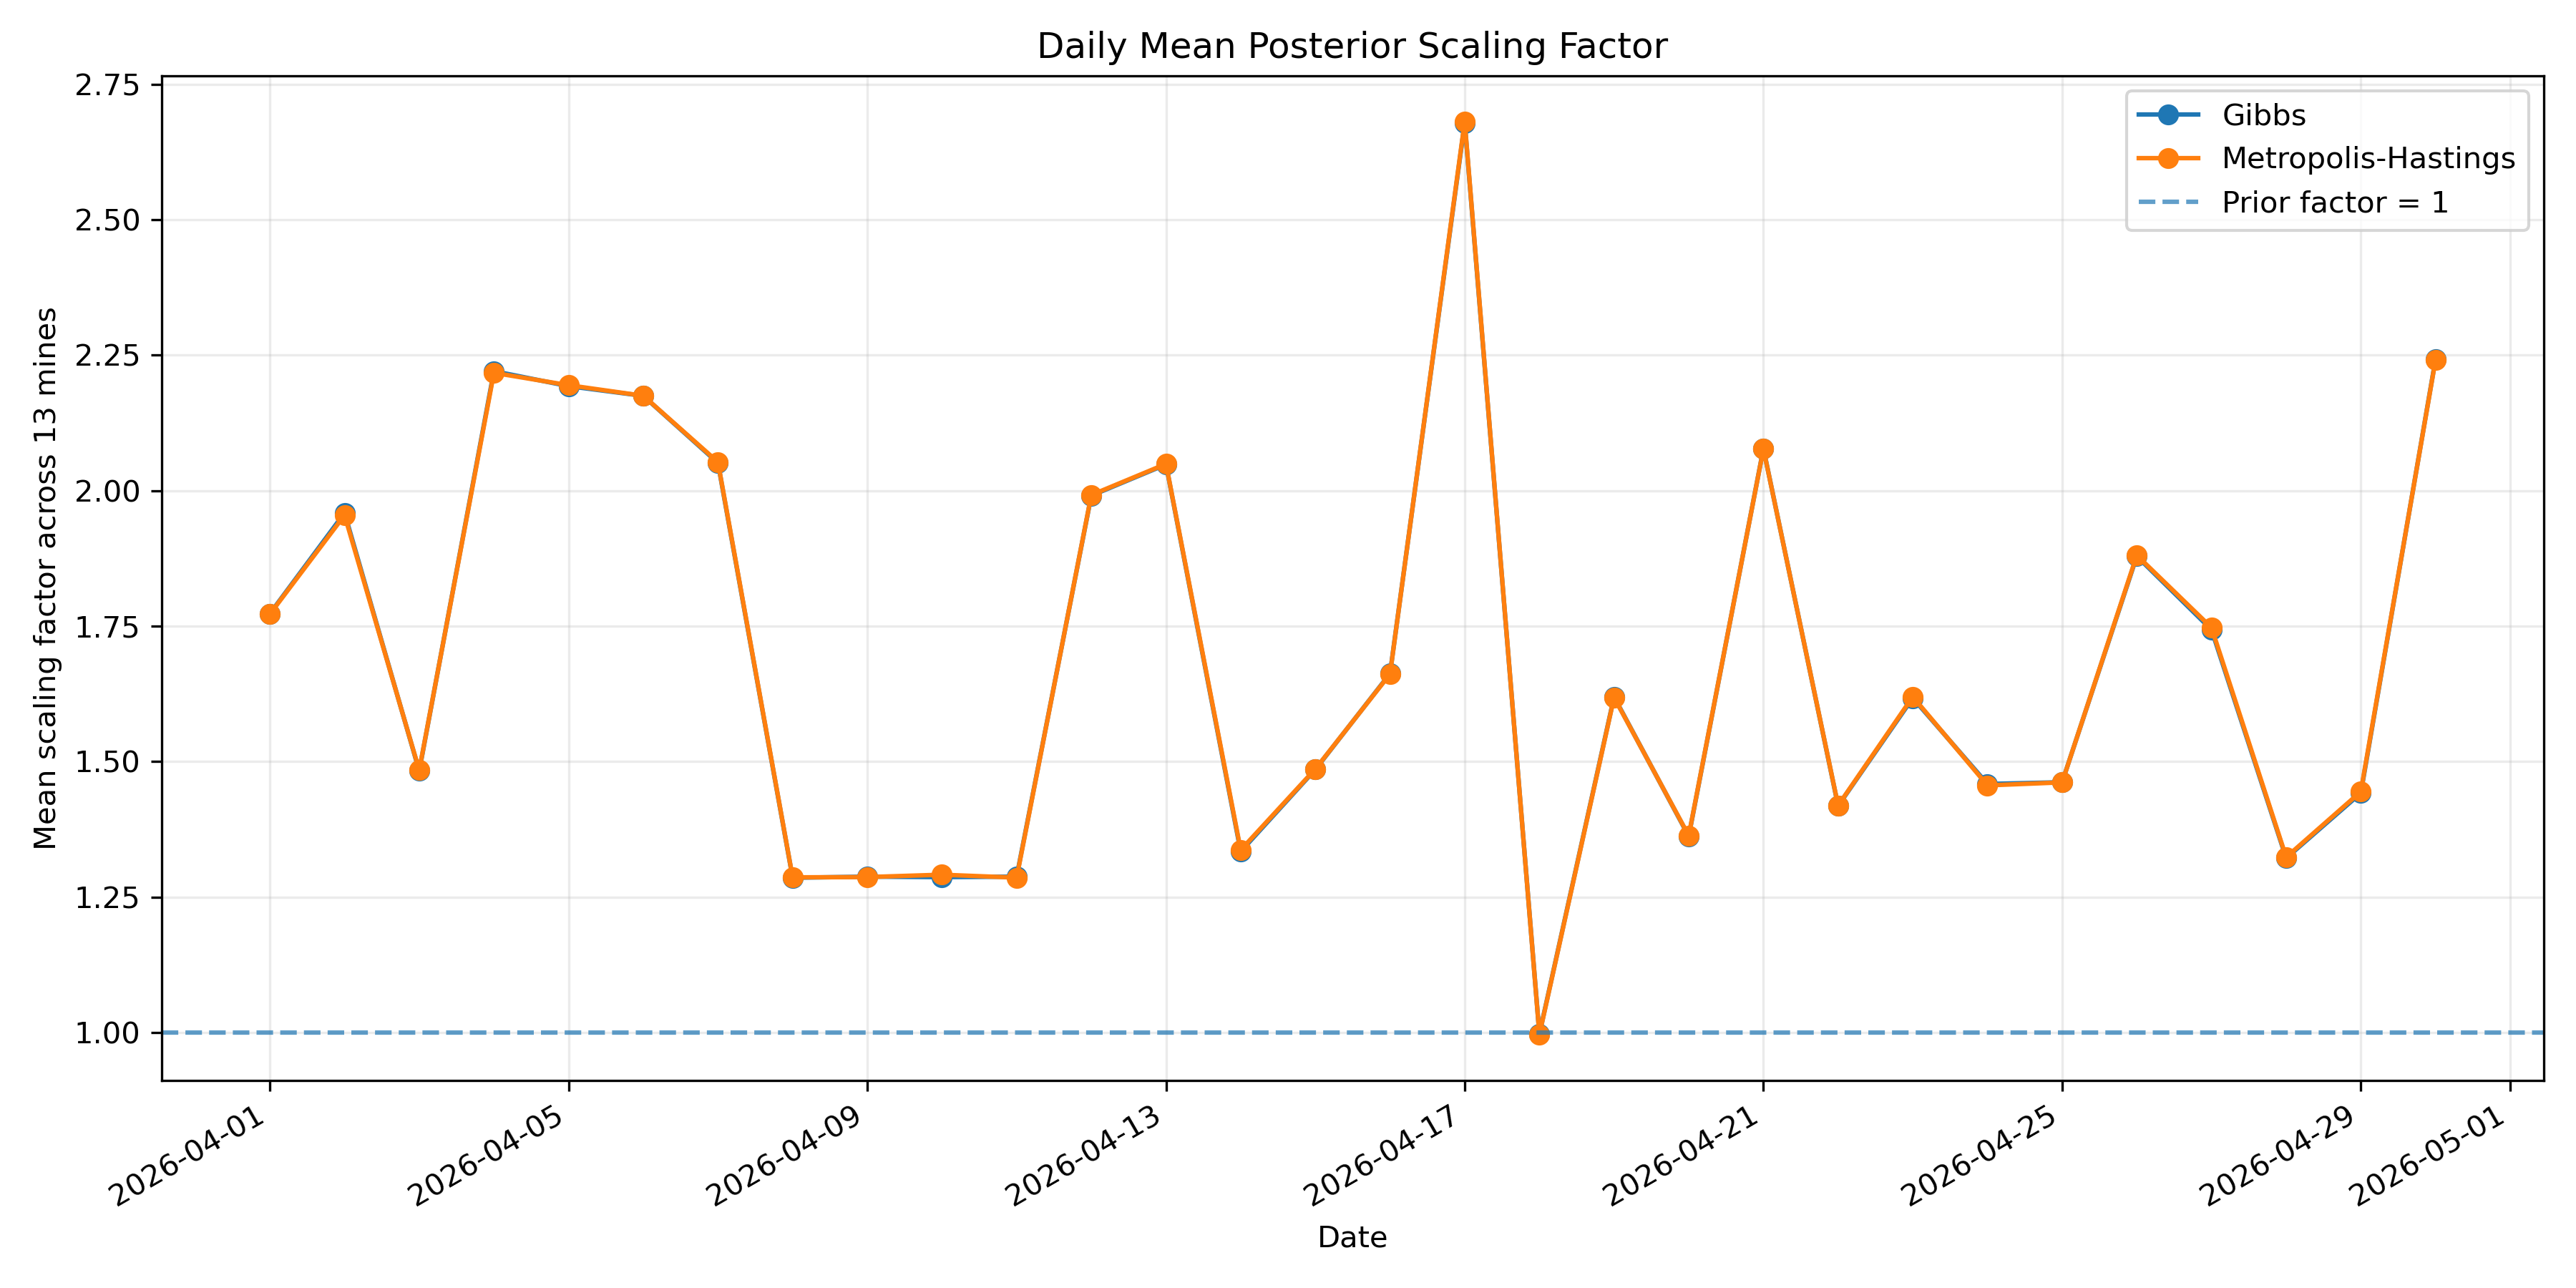 Daily Mean Posterior Scaling Factor
Gibbs
Metropolis-Hastings
Prior factor = 1
Mean scaling factor across 13 mines
2.75
2.50
2.25
2.00
1.75
1.50
1.25
1.00
2026-04-01
2026-04-05
2026-04-09
2026-04-13
2026-04-17
2026-04-21
2026-04-25
2026-04-29
2026-05-01
Date